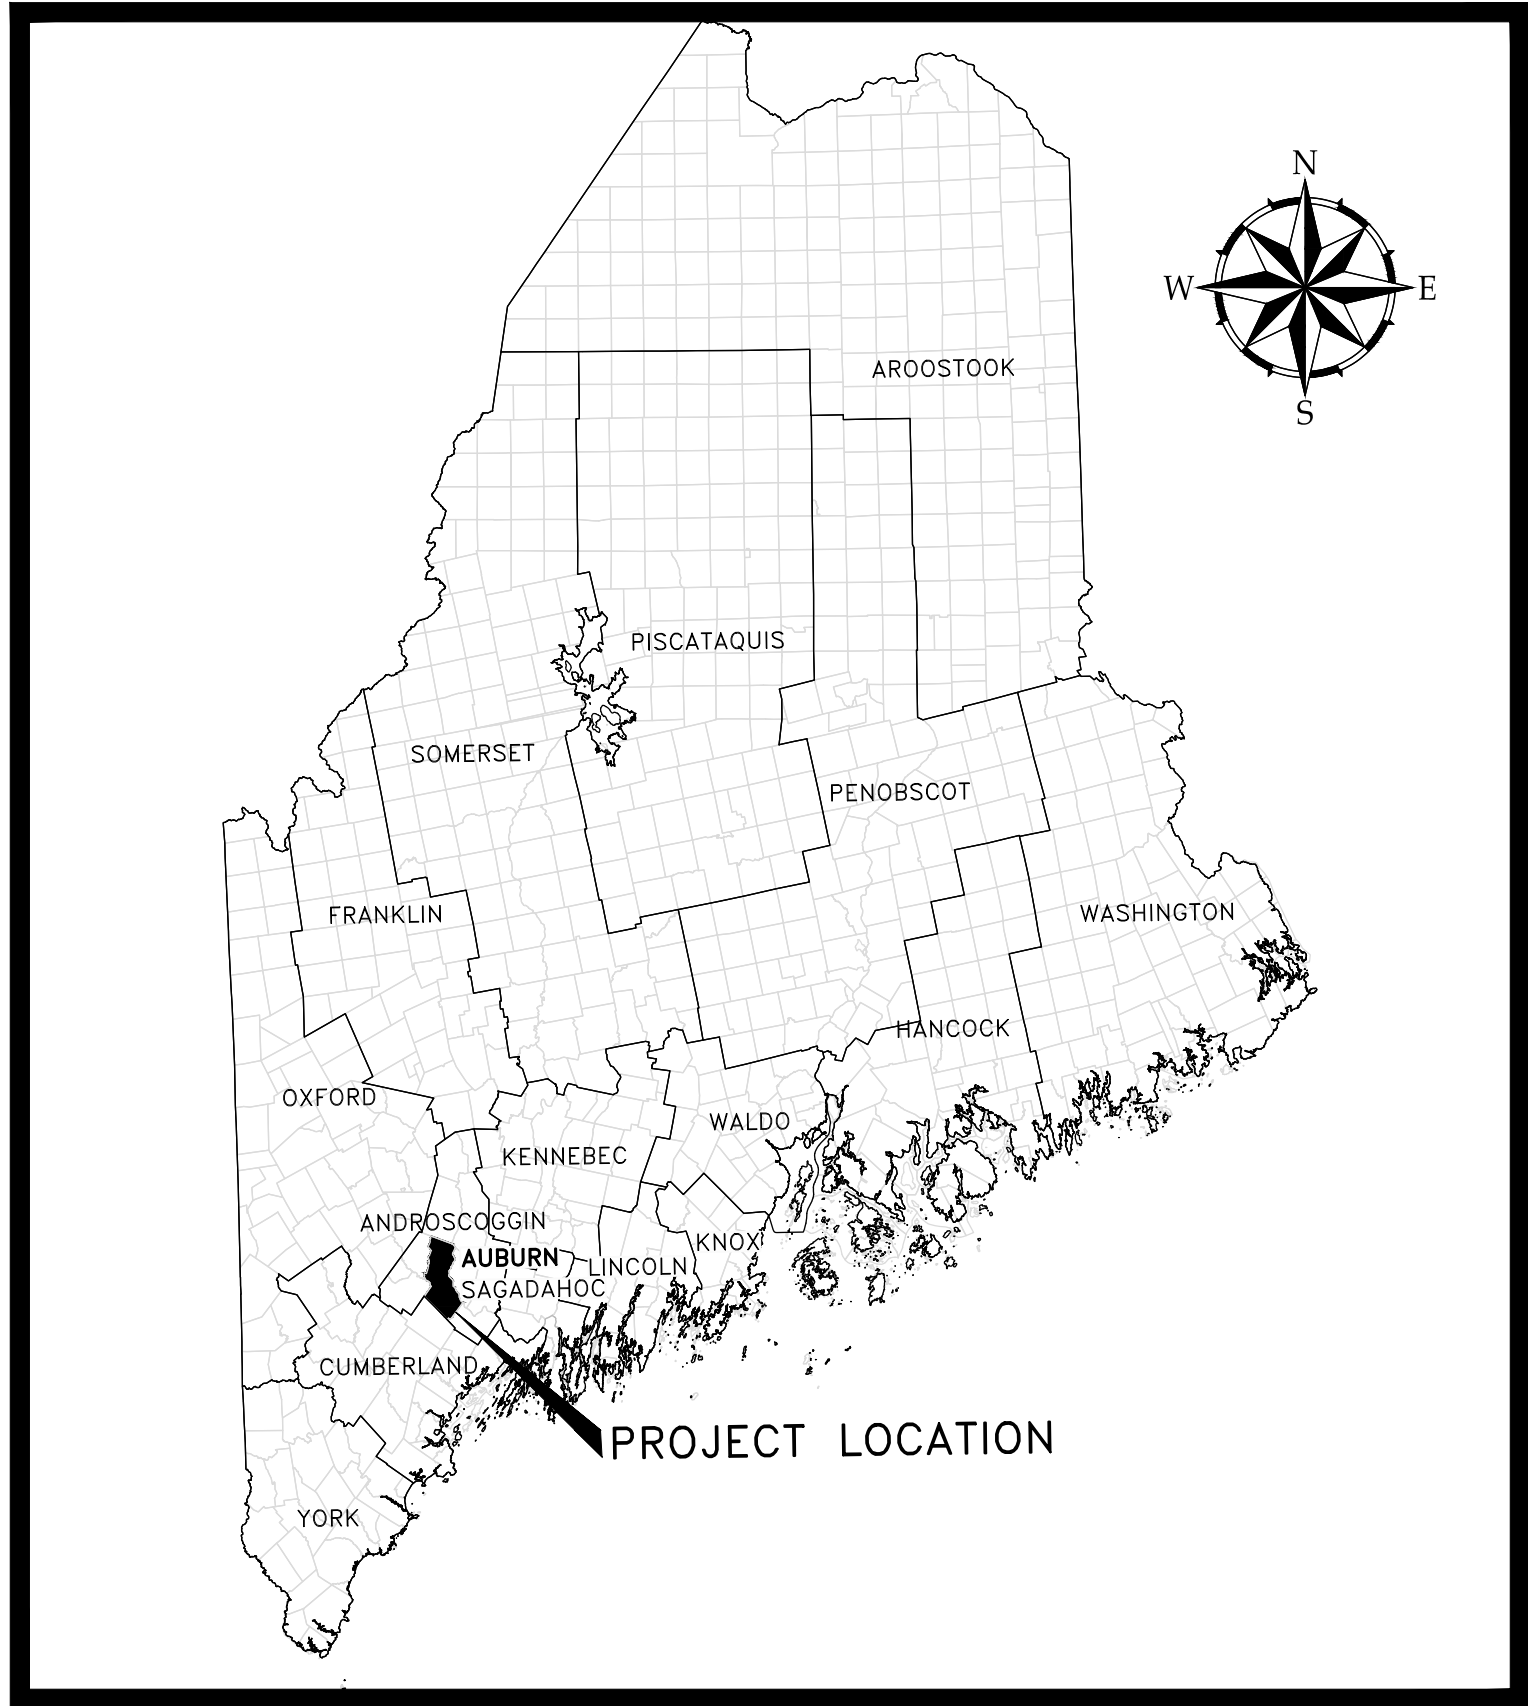 N
W E
S
AROOSTOOK
PISCATAQUIS
SOMERSET
PENOBSCOT
FRANKLIN
WASHINGTON
HANCOCK
OXFORD
WALDO
KENNEBEC
ANDROSCOGGIN
KNOX
AUBURN
LINCOLN
SAGADAHOC
CUMBERLAND
PROJECT LOCATION
YORK